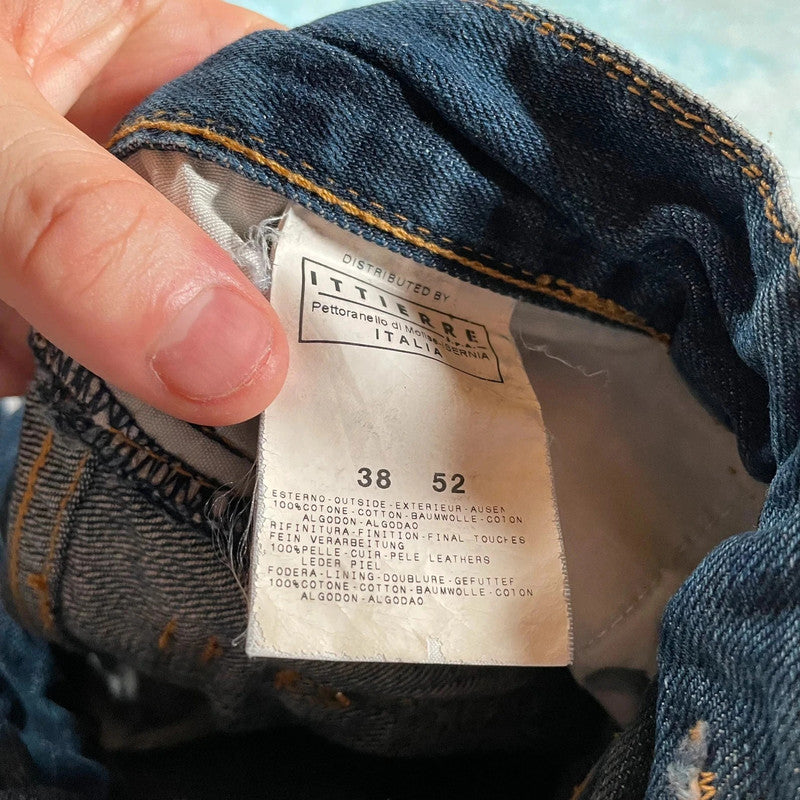 DISTRIBUTED BY
ITTIERRE
S.P.A.
Pettoranello di Molise-ISERNIA
ITALIA
38 52
ESTERNO-OUTSIDE-EXTERIEUR-AUSEN
100%COTONE-COTTON-BAUMWOLLE-COTON
ALGODON-ALGODAO
RIFINITURA-FINITION-FINAL TOUCHES
FEIN VERARBEITUNG
100%PELLE-CUIR-PELE LEATHERS
LEDER PIEL
FODERA-LINING-DOUBLURE-GEFUTTEF
100%COTONE-COTTON-BAUMWOLLE-COTON
ALGODON-ALGODAO